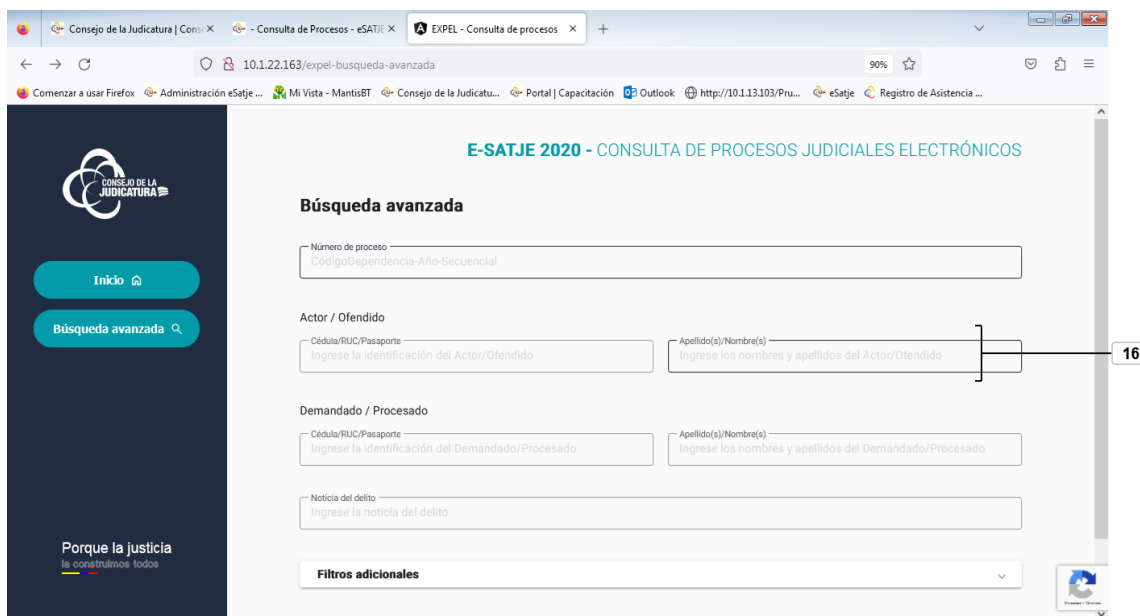 Consejo de la Judicatura | Cons
- Consulta de Procesos - eSATJE
EXPEL - Consulta de procesos
10.1.22.163/expel-busqueda-avanzada
90%
Comenzar a usar Firefox
Administración eSatje ...
Mi Vista - MantisBT
Consejo de la Judicatu...
Portal | Capacitación
Outlook
http://10.1.13.103/Pru...
eSatje
Registro de Asistencia ...
CONSEJO DE LA
JUDICATURA
Inicio
Búsqueda avanzada
Porque la justicia
la construimos todos
E-SATJE 2020 - CONSULTA DE PROCESOS JUDICIALES ELECTRÓNICOS
Búsqueda avanzada
Número de proceso
CódigoDependencia-Año-Secuencial
Actor / Ofendido
Cédula/RUC/Pasaporte
Ingrese la identificación del Actor/Ofendido
Apellido(s)/Nombre(s)
Ingrese los nombres y apellidos del Actor/Ofendido
16
Demandado / Procesado
Cédula/RUC/Pasaporte
Ingrese la identificación del Demandado/Procesado
Apellido(s)/Nombre(s)
Ingrese los nombres y apellidos del Demandado/Procesado
Noticia del delito
Ingrese la noticia del delito
Filtros adicionales